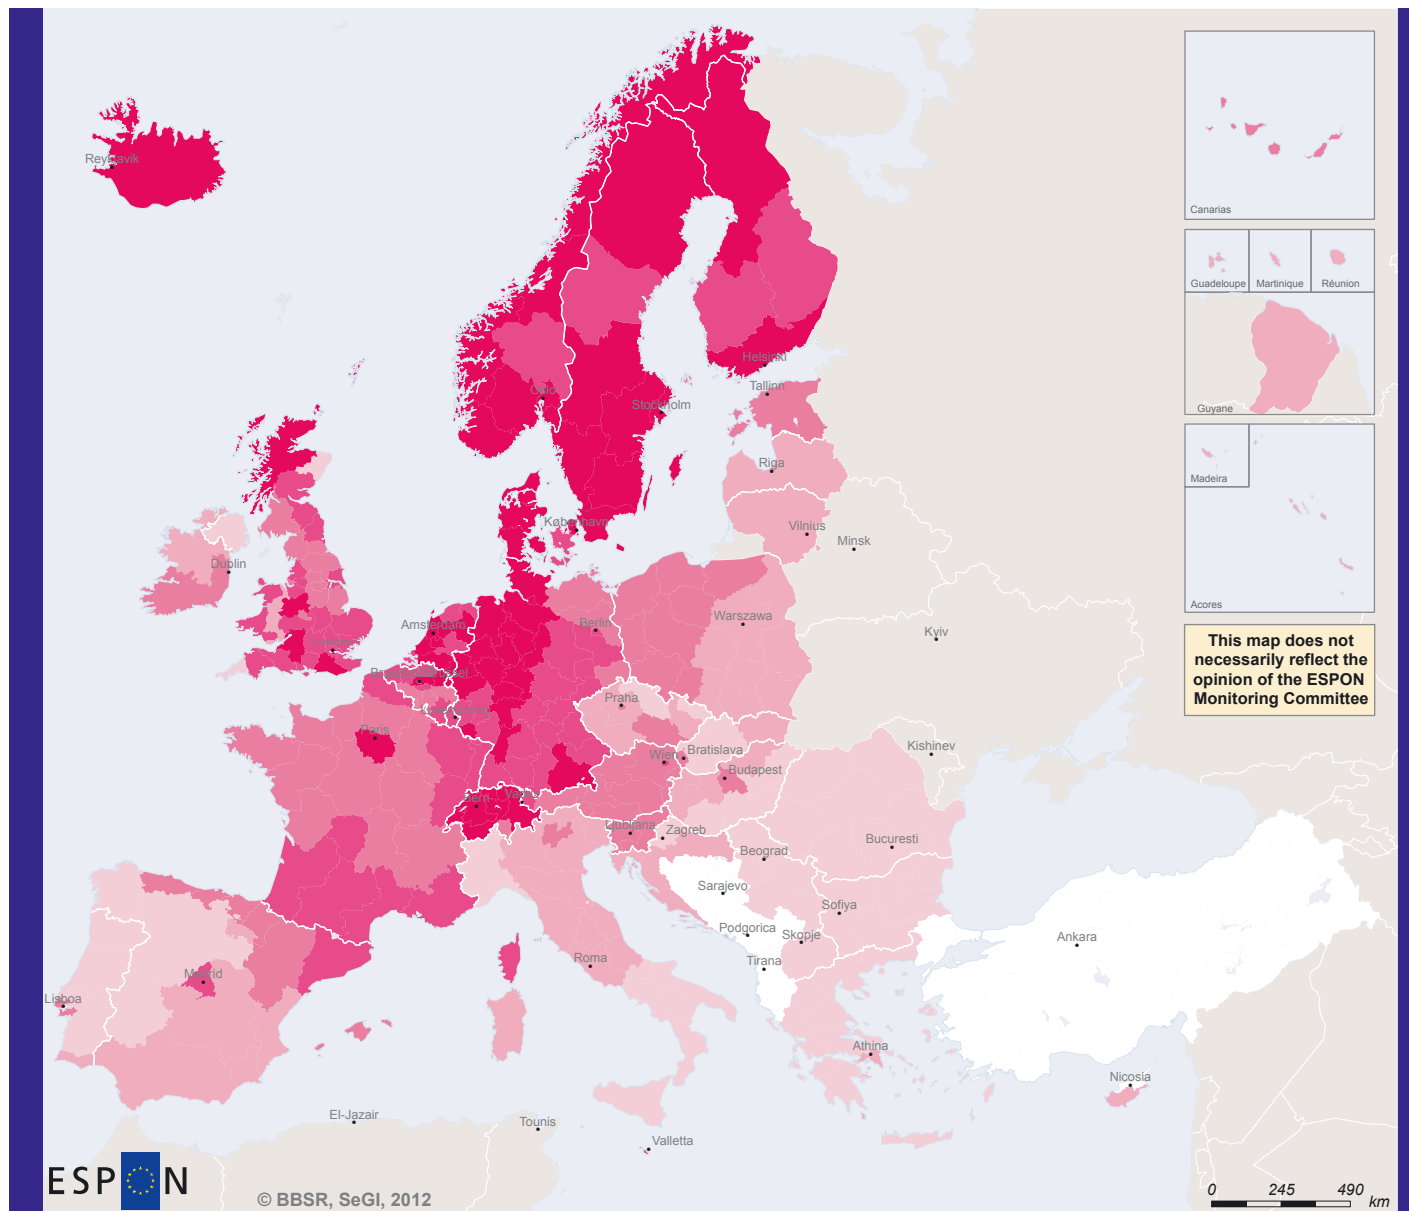 Reykjavik
Canarias
Guadeloupe
Martinique
Réunion
Guyane
Madeira
Acores
This map does not
necessarily reflect the
opinion of the ESPON
Monitoring Committee
Helsinki
Oslo
Stockholm
Tallinn
Riga
København
Vilnius
Minsk
Dublin
Amsterdam
Berlin
Warszawa
Kyiv
London
Praha
Paris
Kishinev
Wien
Bratislava
Budapest
Bern
Vaduz
Ljubljana
Zagreb
Bucuresti
Beograd
Sarajevo
Sofiya
Podgorica
Skopje
Ankara
Tirana
Roma
Madrid
Lisboa
Athina
Nicosia
El-Jazair
Tounis
Valletta
ESPON
© BBSR, SeGI, 2012
0 245 490
km